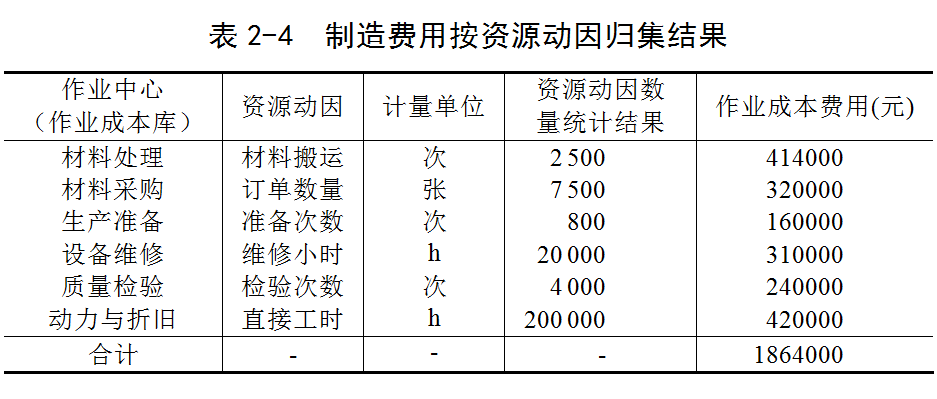 表 2-4 制造费用按资源动因归集结果
作业中心（作业成本库） 资源动因 计量单位 资源动因数量统计结果 作业成本费用(元)
材料处理 材料搬运 次 2 500 414000
材料采购 订单数量 张 7 500 320000
生产准备 准备次数 次 800 160000
设备维修 维修小时 h 20 000 310000
质量检验 检验次数 次 4 000 240000
动力与折旧 直接工时 h 200 000 420000
合计 - - - 1864000